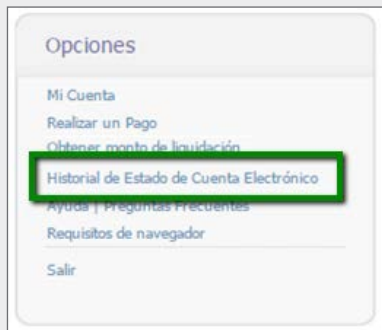 Opciones
Mi Cuenta
Realizar un Pago
Obtener monto de liquidación
Historial de Estado de Cuenta Electrónico
Ayuda | Preguntas Frecuentes
Requisitos de navegador
Salir